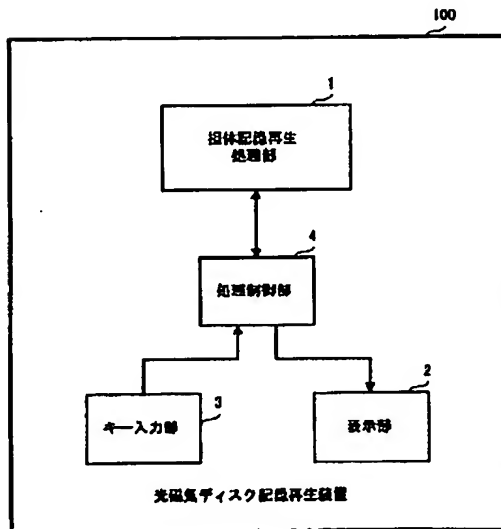 100
1
担体記録再生
処理部
4
処理制御部
3
キー入力部
2
表示部
光磁気ディスク記録再生装置